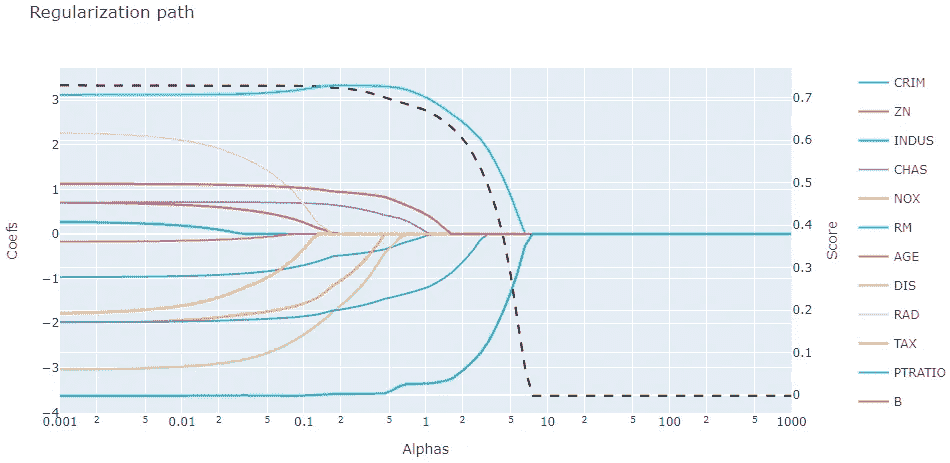 Regularization path
3
2
1
0
−1
−2
−3
−4
Coefs
0.7
0.6
0.5
0.4
0.3
0.2
0.1
0
Score
0.001 2 5 0.01 2 5 0.1 2 5 1 2 5 10 2 5 100 2 5 1000
Alphas
CRIM
ZN
INDUS
CHAS
NOX
RM
AGE
DIS
RAD
TAX
PTRATIO
B